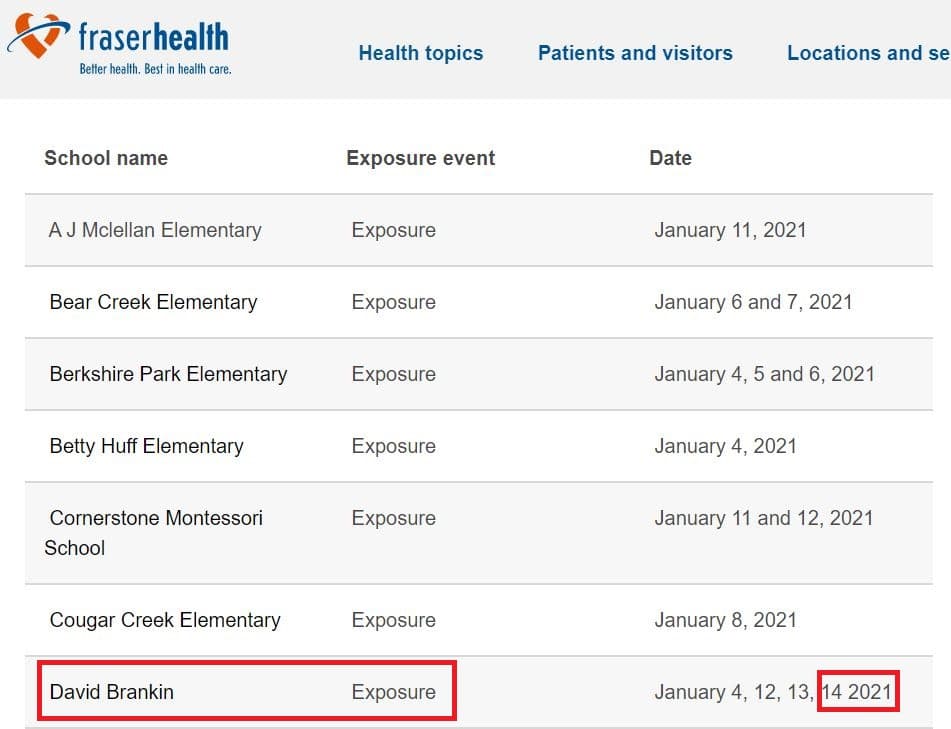 fraserhealth
Better health. Best in health care.
Health topics Patients and visitors Locations and se
School name Exposure event Date
A J Mclellan Elementary Exposure January 11, 2021
Bear Creek Elementary Exposure January 6 and 7, 2021
Berkshire Park Elementary Exposure January 4, 5 and 6, 2021
Betty Huff Elementary Exposure January 4, 2021
Cornerstone Montessori Exposure January 11 and 12, 2021
School
Cougar Creek Elementary Exposure January 8, 2021
David Brankin Exposure January 4, 12, 13, 14 2021